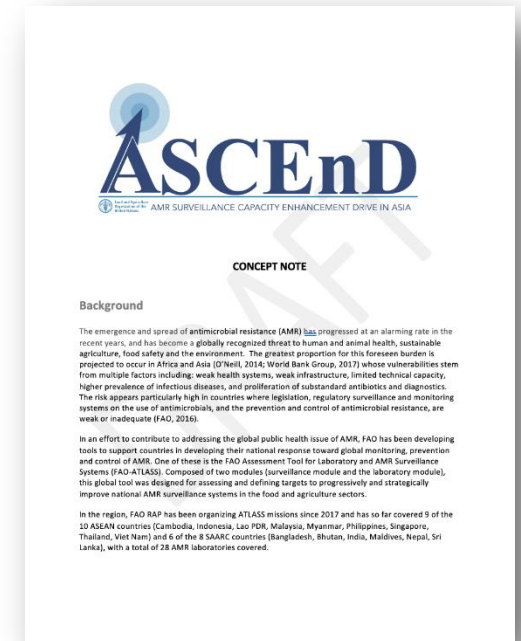 ASCEnD
Food and Agriculture
Organization of the
United Nations
AMR SURVEILLANCE CAPACITY ENHANCEMENT DRIVE IN ASIA
DRAFT
CONCEPT NOTE
Background
The emergence and spread of antimicrobial resistance (AMR) has progressed at an alarming rate in the
recent years, and has become a globally recognized threat to human and animal health, sustainable
agriculture, food safety and the environment. The greatest proportion for this foreseen burden is
projected to occur in Africa and Asia (O'Neill, 2014; World Bank Group, 2017) whose vulnerabilities stem
from multiple factors including: weak health systems, weak infrastructure, limited technical capacity,
higher prevalence of infectious diseases, and proliferation of substandard antibiotics and diagnostics.
The risk appears particularly high in countries where legislation, regulatory surveillance and monitoring
systems on the use of antimicrobials, and the prevention and control of antimicrobial resistance, are
weak or inadequate (FAO, 2016).
In an effort to contribute to addressing the global public health issue of AMR, FAO has been developing
tools to support countries in developing their national response toward global monitoring, prevention
and control of AMR. One of these is the FAO Assessment Tool for Laboratory and AMR Surveillance
Systems (FAO-ATLASS). Composed of two modules (surveillance module and the laboratory module),
this global tool was designed for assessing and defining targets to progressively and strategically
improve national AMR surveillance systems in the food and agriculture sectors.
In the region, FAO RAP has been organizing ATLASS missions since 2017 and has so far covered 9 of the
10 ASEAN countries (Cambodia, Indonesia, Lao PDR, Malaysia, Myanmar, Philippines, Singapore,
Thailand, Viet Nam) and 6 of the 8 SAARC countries (Bangladesh, Bhutan, India, Maldives, Nepal, Sri
Lanka), with a total of 28 AMR laboratories covered.